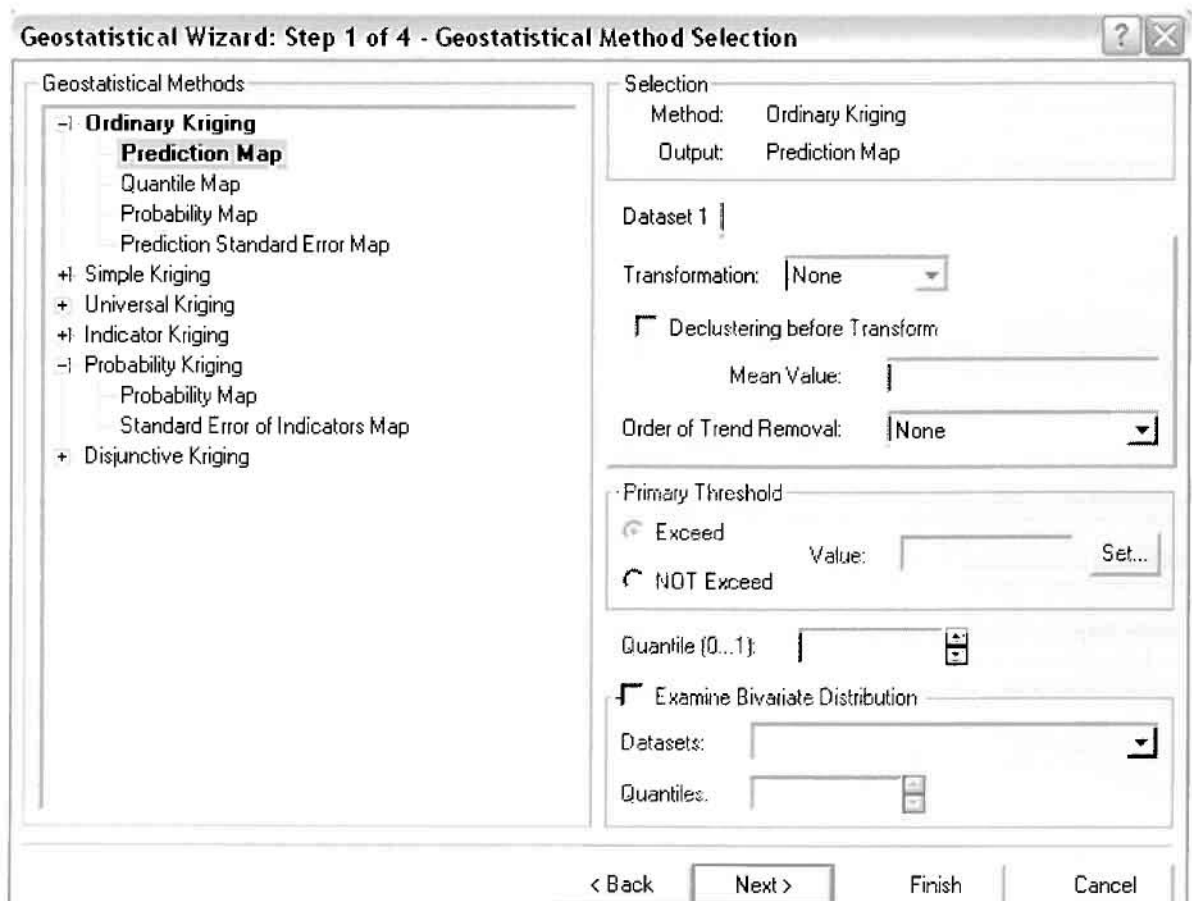 Geostatistical Wizard: Step 1 of 4 - Geostatistical Method Selection
?
Geostatistical Methods
Ordinary Kriging
Prediction Map
Quantile Map
Probability Map
Prediction Standard Error Map
Simple Kriging
Universal Kriging
Indicator Kriging
Probability Kriging
Probability Map
Standard Error of Indicators Map
Disjunctive Kriging
Selection
Method: Ordinary Kriging
Output: Prediction Map
Dataset 1
Transformation: None
Declustering before Transform
Mean Value:
Order of Trend Removal: None
Primary Threshold
Exceed
Value:
Set...
NOT Exceed
Quantile (0...1):
Examine Bivariate Distribution
Datasets:
Quantiles.
< Back
Next >
Finish
Cancel